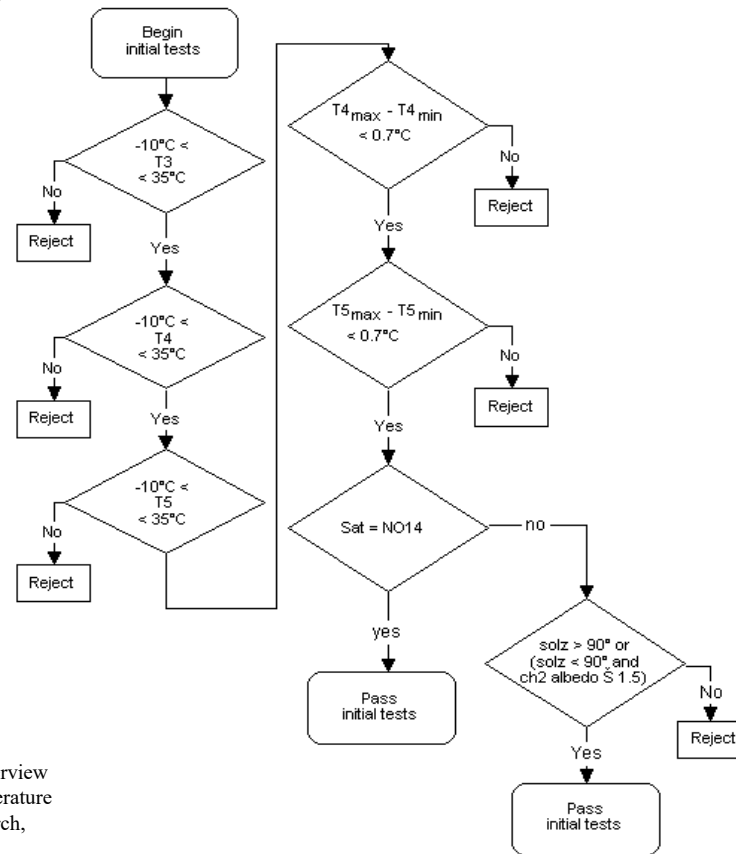 Begin
initial tests
-10°C <
T3
< 35°C
No
Reject
Yes
-10°C <
T4
< 35°C
No
Reject
Yes
-10°C <
T5
< 35°C
No
Reject
T4max - T4min
< 0.7°C
No
Reject
Yes
T5max - T5min
< 0.7°C
No
Reject
Yes
Sat = NO14
no
yes
Pass
initial tests
solz > 90° or
(solz < 90° and
ch2 albedo Š 1.5)
No
Reject
Yes
Pass
initial tests
rview
erature
rch,